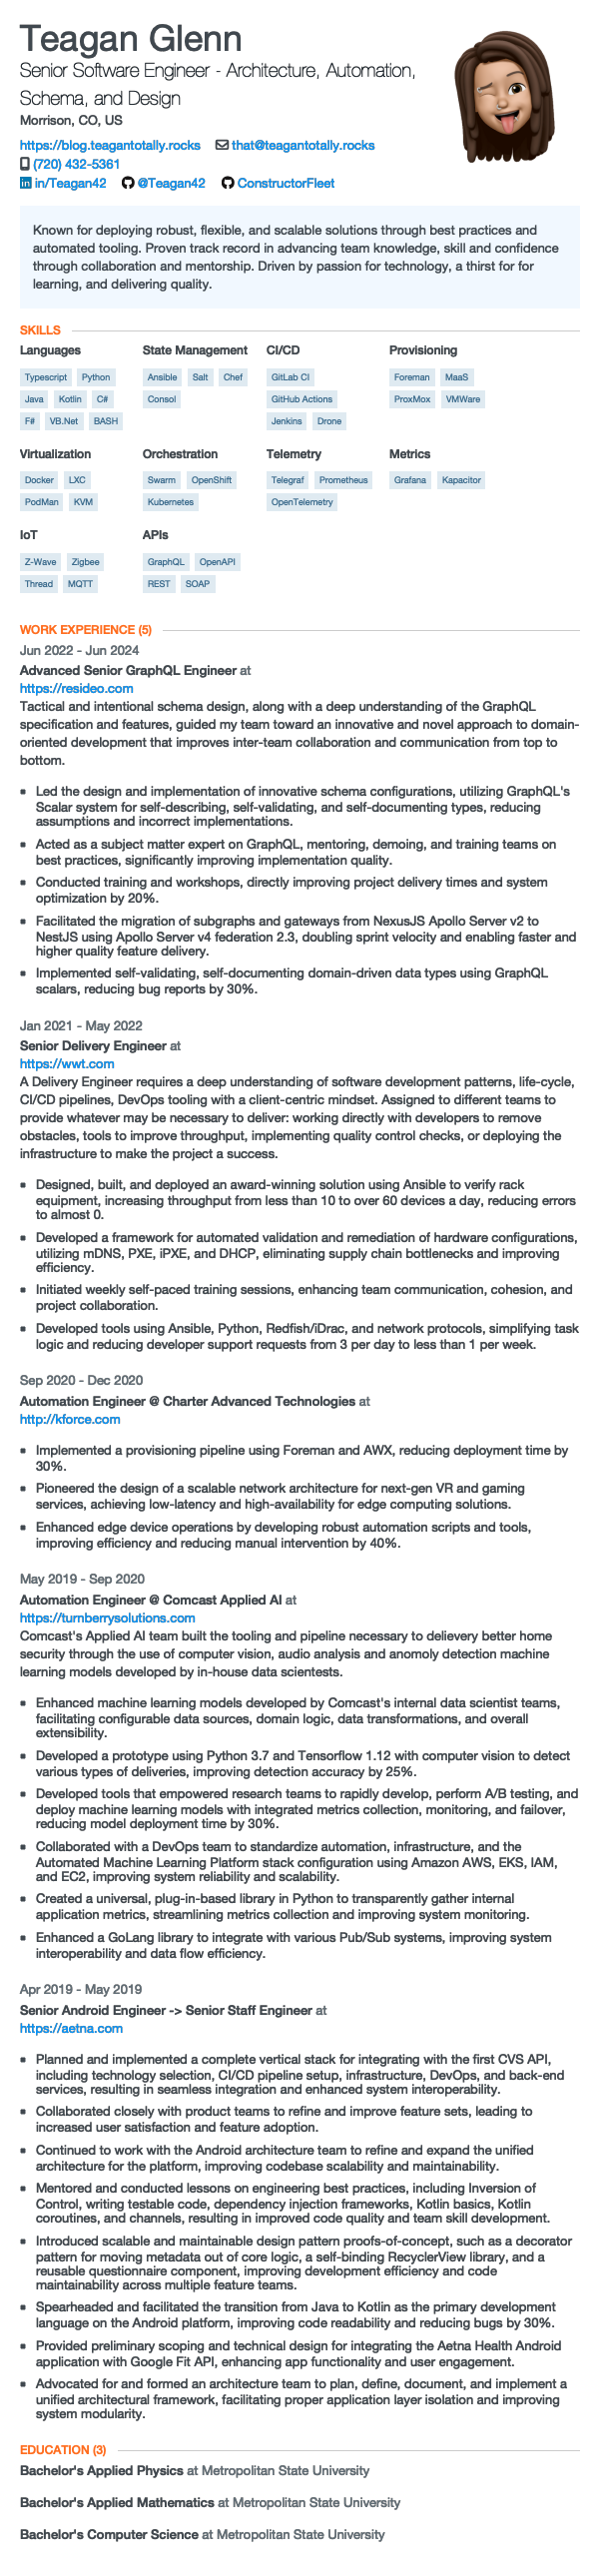 Teagan Glenn
Senior Software Engineer - Architecture, Automation,
Schema, and Design
Morrison, CO, US
https://blog.teagantotally.rocks that@teagantotally.rocks
(720) 432-5361
in/Teagan42 @Teagan42 ConstructorFleet
Known for deploying robust, flexible, and scalable solutions through best practices and
automated tooling. Proven track record in advancing team knowledge, skill and confidence
through collaboration and mentorship. Driven by passion for technology, a thirst for for
learning, and delivering quality.
SKILLS
Languages
Typescript Python
Java Kotlin C#
F# VB.Net BASH
State Management
Ansible Salt Chef
Consol
CI/CD
GitLab CI
GitHub Actions
Jenkins Drone
Provisioning
Foreman MaaS
ProxMox VMWare
Virtualization
Docker LXC
PodMan KVM
Orchestration
Swarm OpenShift
Kubernetes
Telemetry
Telegraf Prometheus
OpenTelemetry
Metrics
Grafana Kapacitor
IoT
Z-Wave Zigbee
Thread MQTT
APIs
GraphQL OpenAPI
REST SOAP
WORK EXPERIENCE (5)
Jun 2022 - Jun 2024
Advanced Senior GraphQL Engineer at
https://resideo.com
Tactical and intentional schema design, along with a deep understanding of the GraphQL
specification and features, guided my team toward an innovative and novel approach to domain-
oriented development that improves inter-team collaboration and communication from top to
bottom.
▪ Led the design and implementation of innovative schema configurations, utilizing GraphQL's
Scalar system for self-describing, self-validating, and self-documenting types, reducing
assumptions and incorrect implementations.
▪ Acted as a subject matter expert on GraphQL, mentoring, demoing, and training teams on
best practices, significantly improving implementation quality.
▪ Conducted training and workshops, directly improving project delivery times and system
optimization by 20%.
▪ Facilitated the migration of subgraphs and gateways from NexusJS Apollo Server v2 to
NestJS using Apollo Server v4 federation 2.3, doubling sprint velocity and enabling faster and
higher quality feature delivery.
▪ Implemented self-validating, self-documenting domain-driven data types using GraphQL
scalars, reducing bug reports by 30%.
Jan 2021 - May 2022
Senior Delivery Engineer at
https://wwt.com
A Delivery Engineer requires a deep understanding of software development patterns, life-cycle,
CI/CD pipelines, DevOps tooling with a client-centric mindset. Assigned to different teams to
provide whatever may be necessary to deliver: working directly with developers to remove
obstacles, tools to improve throughput, implementing quality control checks, or deploying the
infrastructure to make the project a success.
▪ Designed, built, and deployed an award-winning solution using Ansible to verify rack
equipment, increasing throughput from less than 10 to over 60 devices a day, reducing errors
to almost 0.
▪ Developed a framework for automated validation and remediation of hardware configurations,
utilizing mDNS, PXE, iPXE, and DHCP, eliminating supply chain bottlenecks and improving
efficiency.
▪ Initiated weekly self-paced training sessions, enhancing team communication, cohesion, and
project collaboration.
▪ Developed tools using Ansible, Python, Redfish/iDrac, and network protocols, simplifying task
logic and reducing developer support requests from 3 per day to less than 1 per week.
Sep 2020 - Dec 2020
Automation Engineer @ Charter Advanced Technologies at
http://kforce.com
▪ Implemented a provisioning pipeline using Foreman and AWX, reducing deployment time by
30%.
▪ Pioneered the design of a scalable network architecture for next-gen VR and gaming
services, achieving low-latency and high-availability for edge computing solutions.
▪ Enhanced edge device operations by developing robust automation scripts and tools,
improving efficiency and reducing manual intervention by 40%.
May 2019 - Sep 2020
Automation Engineer @ Comcast Applied AI at
https://turnberrysolutions.com
Comcast's Applied AI team built the tooling and pipeline necessary to delievery better home
security through the use of computer vision, audio analysis and anomoly detection machine
learning models developed by in-house data scientests.
▪ Enhanced machine learning models developed by Comcast's internal data scientist teams,
facilitating configurable data sources, domain logic, data transformations, and overall
extensibility.
▪ Developed a prototype using Python 3.7 and Tensorflow 1.12 with computer vision to detect
various types of deliveries, improving detection accuracy by 25%.
▪ Developed tools that empowered research teams to rapidly develop, perform A/B testing, and
deploy machine learning models with integrated metrics collection, monitoring, and failover,
reducing model deployment time by 30%.
▪ Collaborated with a DevOps team to standardize automation, infrastructure, and the
Automated Machine Learning Platform stack configuration using Amazon AWS, EKS, IAM,
and EC2, improving system reliability and scalability.
▪ Created a universal, plug-in-based library in Python to transparently gather internal
application metrics, streamlining metrics collection and improving system monitoring.
▪ Enhanced a GoLang library to integrate with various Pub/Sub systems, improving system
interoperability and data flow efficiency.
Apr 2019 - May 2019
Senior Android Engineer -> Senior Staff Engineer at
https://aetna.com
▪ Planned and implemented a complete vertical stack for integrating with the first CVS API,
including technology selection, CI/CD pipeline setup, infrastructure, DevOps, and back-end
services, resulting in seamless integration and enhanced system interoperability.
▪ Collaborated closely with product teams to refine and improve feature sets, leading to
increased user satisfaction and feature adoption.
▪ Continued to work with the Android architecture team to refine and expand the unified
architecture for the platform, improving codebase scalability and maintainability.
▪ Mentored and conducted lessons on engineering best practices, including Inversion of
Control, writing testable code, dependency injection frameworks, Kotlin basics, Kotlin
coroutines, and channels, resulting in improved code quality and team skill development.
▪ Introduced scalable and maintainable design pattern proofs-of-concept, such as a decorator
pattern for moving metadata out of core logic, a self-binding RecyclerView library, and a
reusable questionnaire component, improving development efficiency and code
maintainability across multiple feature teams.
▪ Spearheaded and facilitated the transition from Java to Kotlin as the primary development
language on the Android platform, improving code readability and reducing bugs by 30%.
▪ Provided preliminary scoping and technical design for integrating the Aetna Health Android
application with Google Fit API, enhancing app functionality and user engagement.
▪ Advocated for and formed an architecture team to plan, define, document, and implement a
unified architectural framework, facilitating proper application layer isolation and improving
system modularity.
EDUCATION (3)
Bachelor's Applied Physics at Metropolitan State University
Bachelor's Applied Mathematics at Metropolitan State University
Bachelor's Computer Science at Metropolitan State University